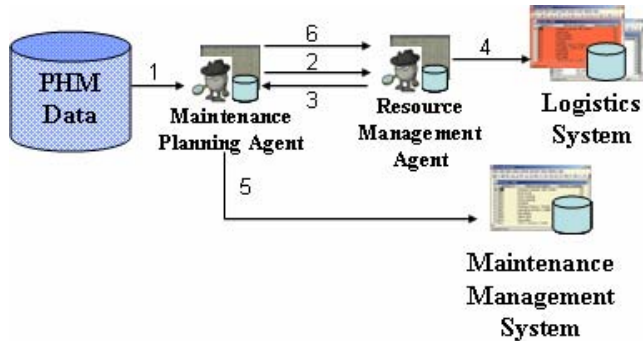 PHM
Data
1
6
2
3
4
5
Maintenance
Planning Agent
Resource
Management
Agent
Logistics
System
Maintenance
Management
System